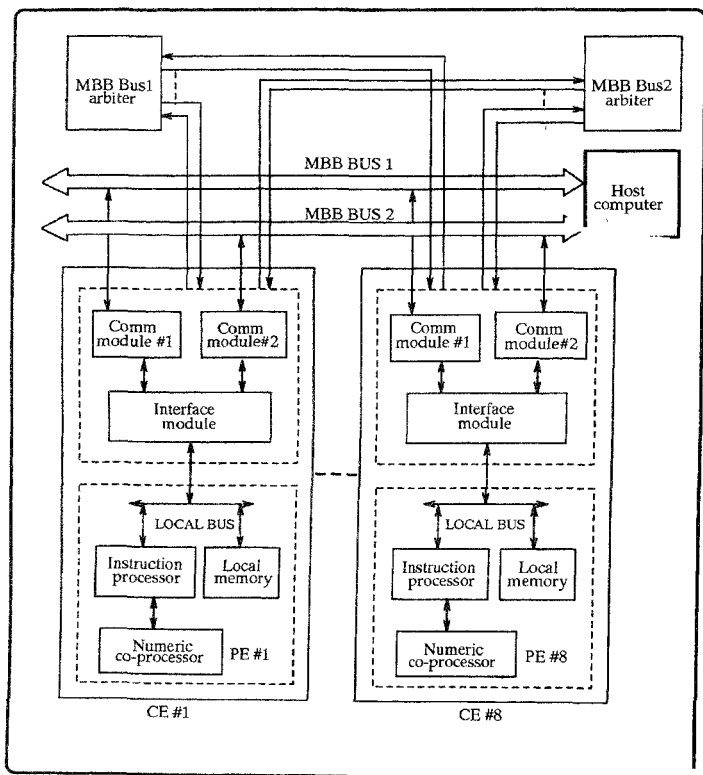 MBB Bus1
arbiter
MBB Bus2
arbiter
MBB BUS 1
Host
computer
MBB BUS 2
Comm
module #1
Comm
module#2
Interface
module
LOCAL BUS
Instruction
processor
Local
memory
Numeric
co-processor
PE #1
CE #1
Comm
module #1
Comm
module#2
Interface
module
LOCAL BUS
Instruction
processor
Local
memory
Numeric
co-processor
PE #8
CE #8